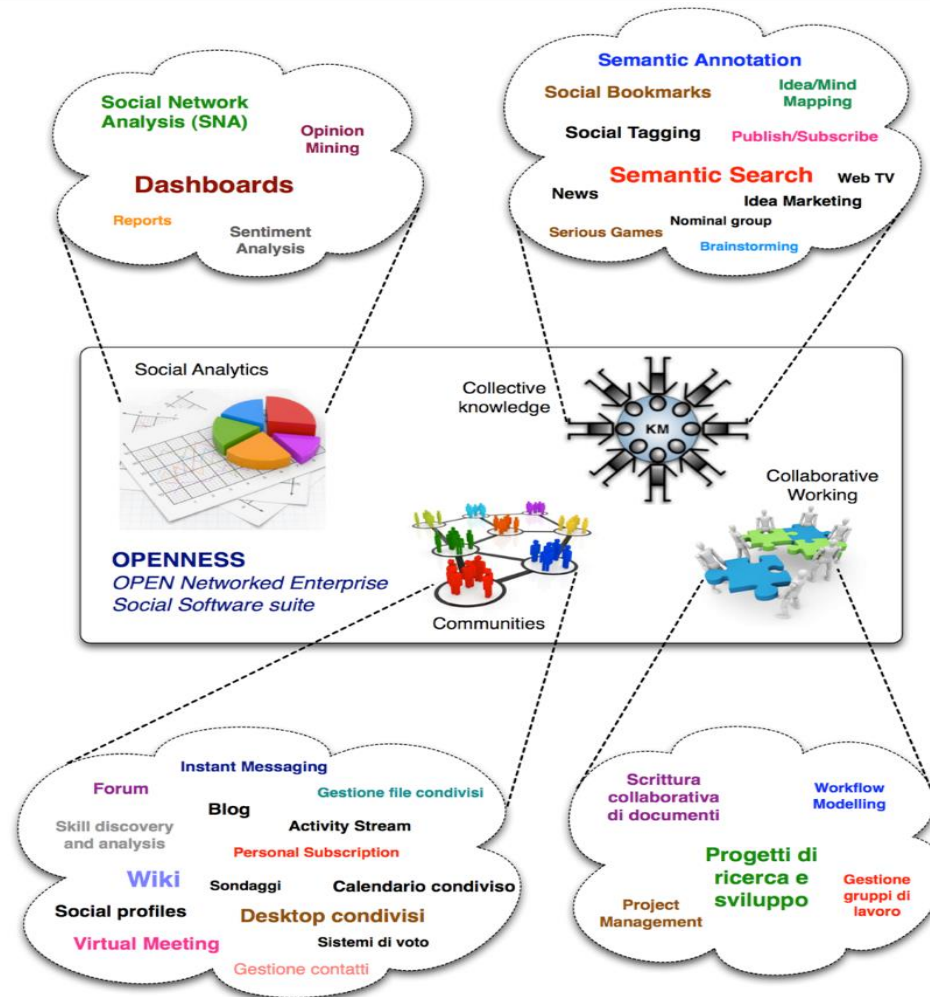 Social Network
Analysis (SNA)
Opinion
Mining
Dashboards
Reports
Sentiment
Analysis
Semantic Annotation
Social Bookmarks
Idea/Mind
Mapping
Social Tagging
Publish/Subscribe
Semantic Search
Web TV
News
Idea Marketing
Nominal group
Serious Games
Brainstorming
Social Analytics
Collective
knowledge
KM
Collaborative
Working
OPENNESS
OPEN Networked Enterprise
Social Software suite
Communities
Instant Messaging
Forum
Gestione file condivisi
Blog
Skill discovery
and analysis
Activity Stream
Personal Subscription
Wiki
Sondaggi
Calendario condiviso
Social profiles
Desktop condivisi
Virtual Meeting
Sistemi di voto
Gestione contatti
Scrittura
collaborativa
di documenti
Workflow
Modelling
Progetti di
ricerca e
sviluppo
Gestione
gruppi di
lavoro
Project
Management